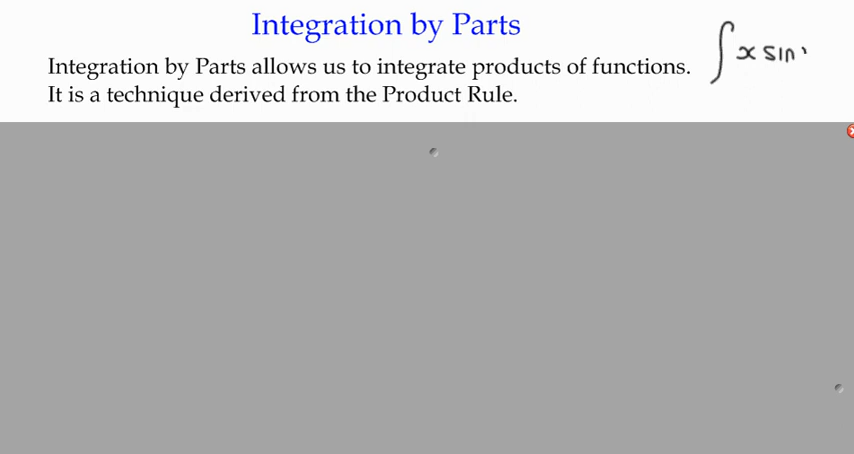 Integration by Parts
Integration by Parts allows us to integrate products of functions.
It is a technique derived from the Product Rule.
∫ x sin